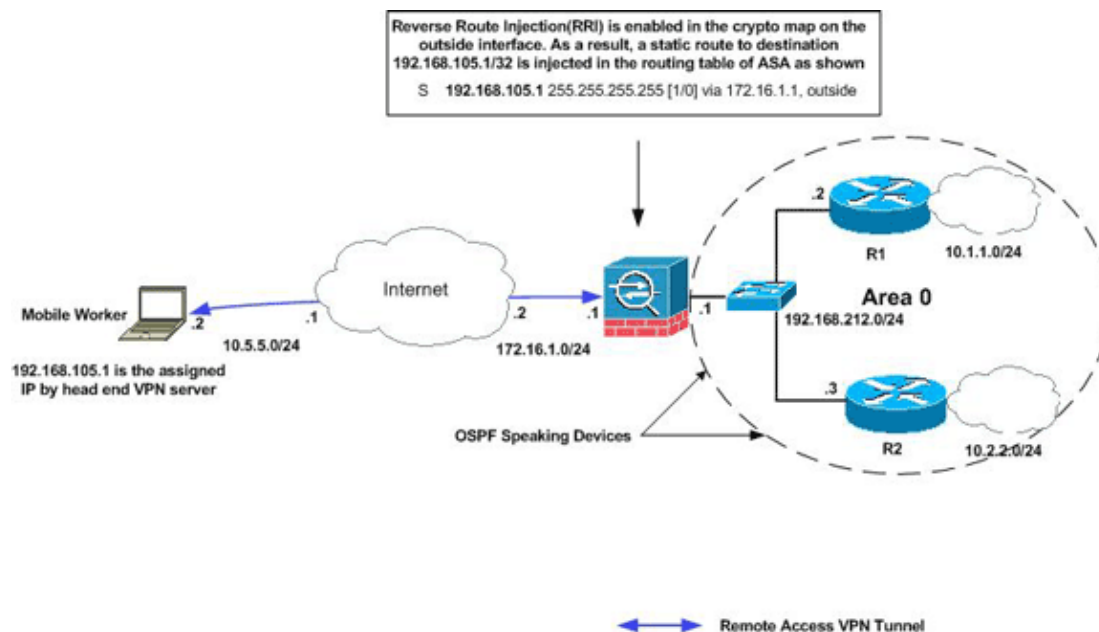 Reverse Route Injection(RRI) is enabled in the crypto map on the
outside interface. As a result, a static route to destination
192.168.105.1/32 is injected in the routing table of ASA as shown
S 192.168.105.1 255.255.255.255 [1/0] via 172.16.1.1, outside
.2
R1
10.1.1.0/24
Internet
Mobile Worker
.2
.1
.2
.1
.1
Area 0
192.168.212.0/24
10.5.5.0/24
172.16.1.0/24
192.168.105.1 is the assigned
IP by head end VPN server
.3
R2
10.2.2.0/24
OSPF Speaking Devices
Remote Access VPN Tunnel